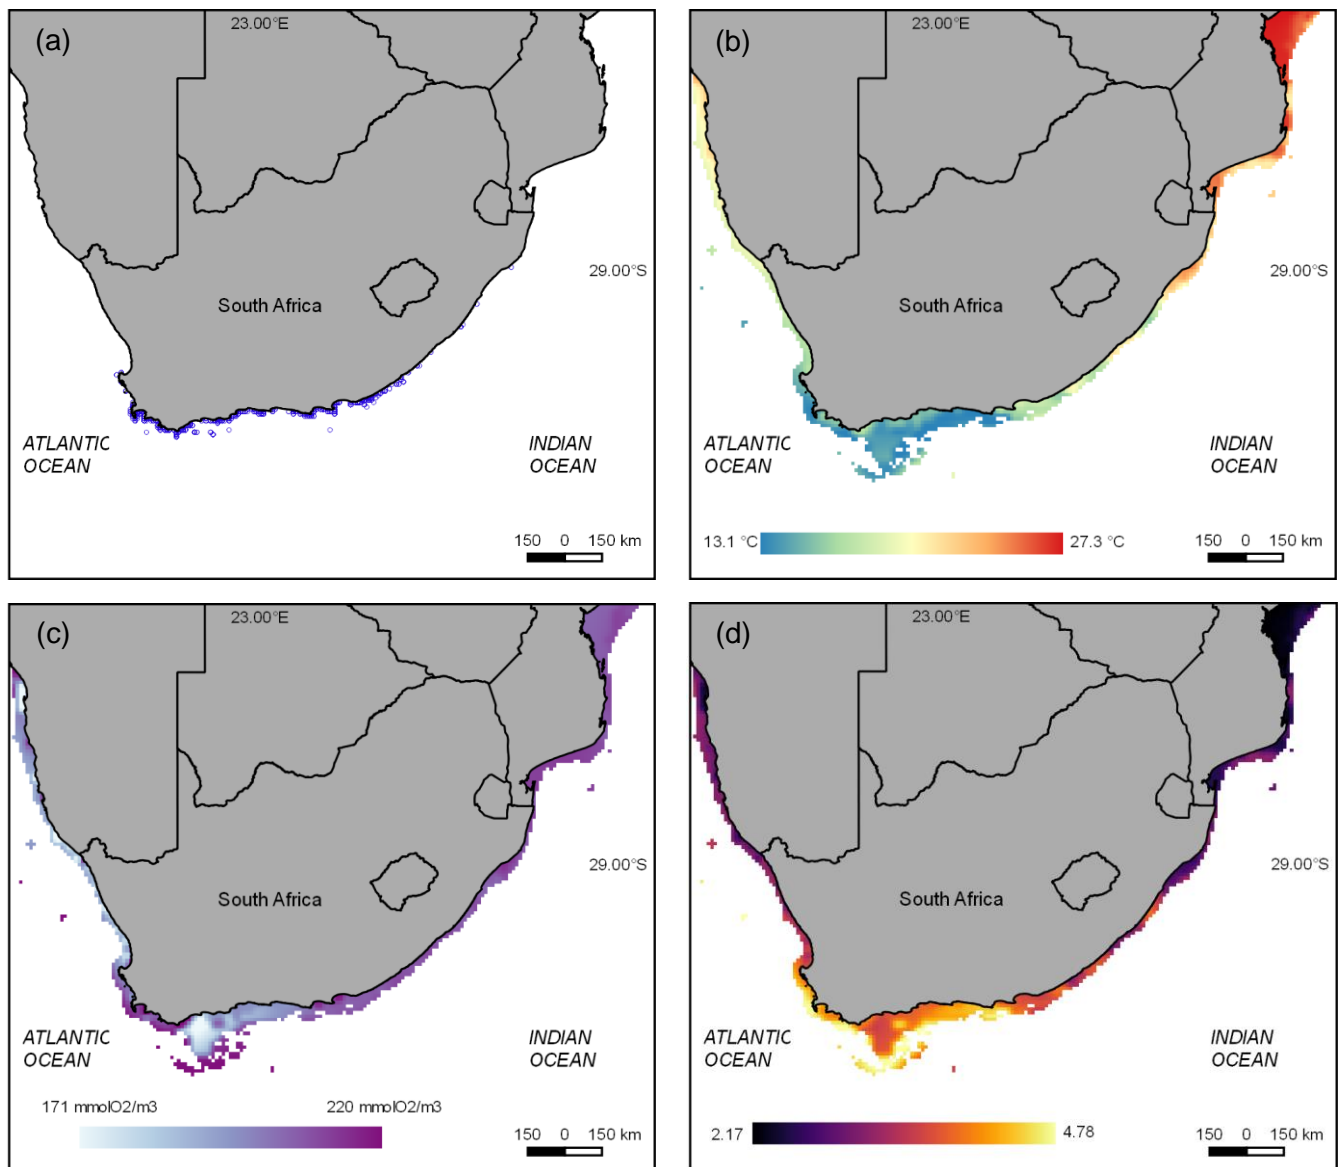 (a)
23.00°E
29.00°S
South Africa
ATLANTIC
OCEAN
INDIAN
OCEAN
150 0 150 km
(b)
23.00°E
29.00°S
South Africa
ATLANTIC
OCEAN
INDIAN
OCEAN
13.1 °C
27.3 °C
150 0 150 km
(c)
23.00°E
29.00°S
South Africa
ATLANTIC
OCEAN
INDIAN
OCEAN
171 mmolO2/m3
220 mmolO2/m3
150 0 150 km
(d)
23.00°E
29.00°S
South Africa
ATLANTIC
OCEAN
INDIAN
OCEAN
2.17
4.78
150 0 150 km